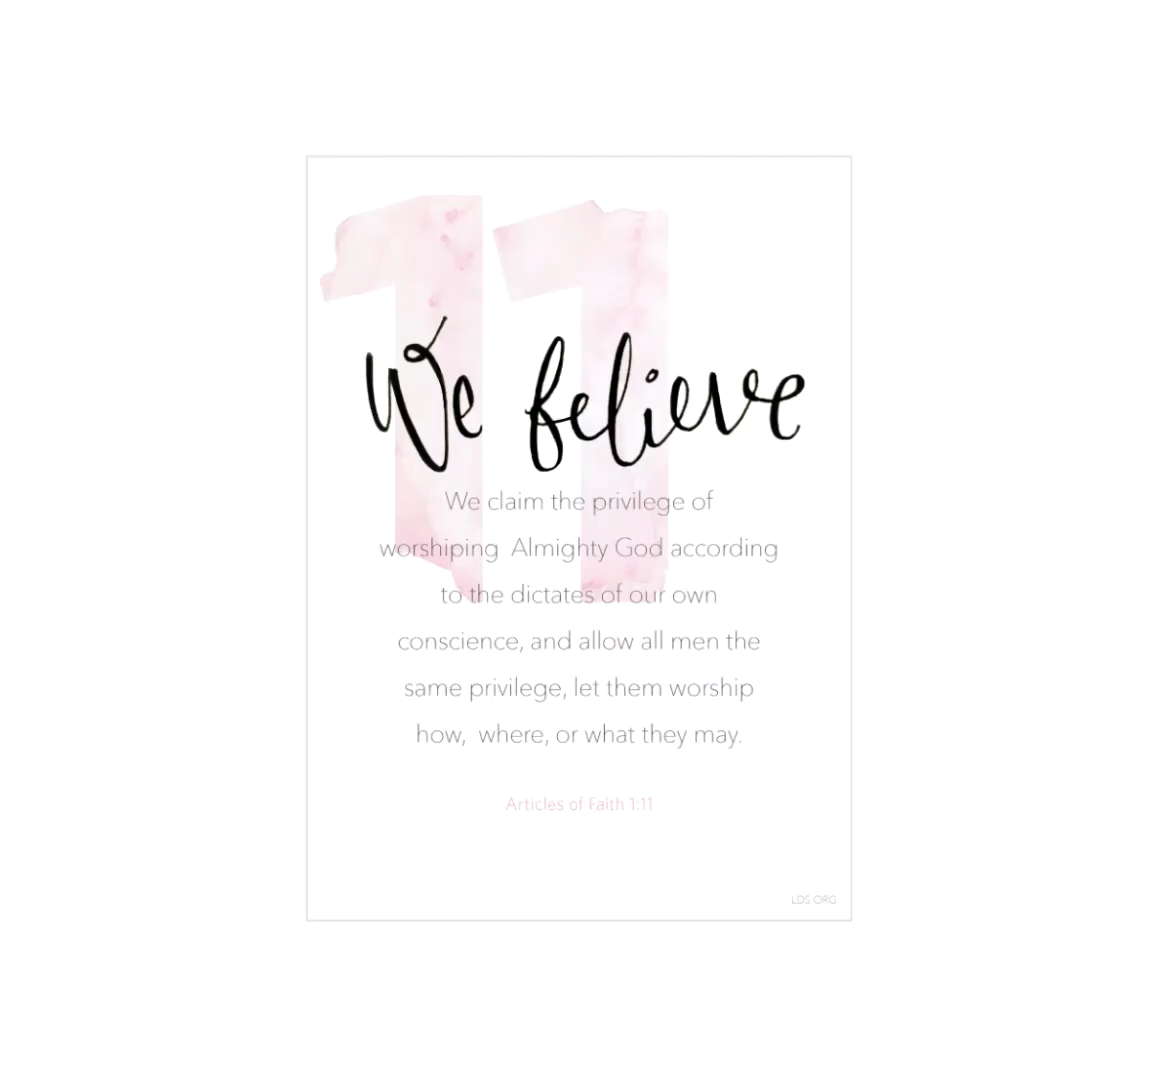 11
We believe
We claim the privilege of
worshiping Almighty God according
to the dictates of our own
conscience, and allow all men the
same privilege, let them worship
how, where, or what they may.
Articles of Faith 1:11
LDS.ORG